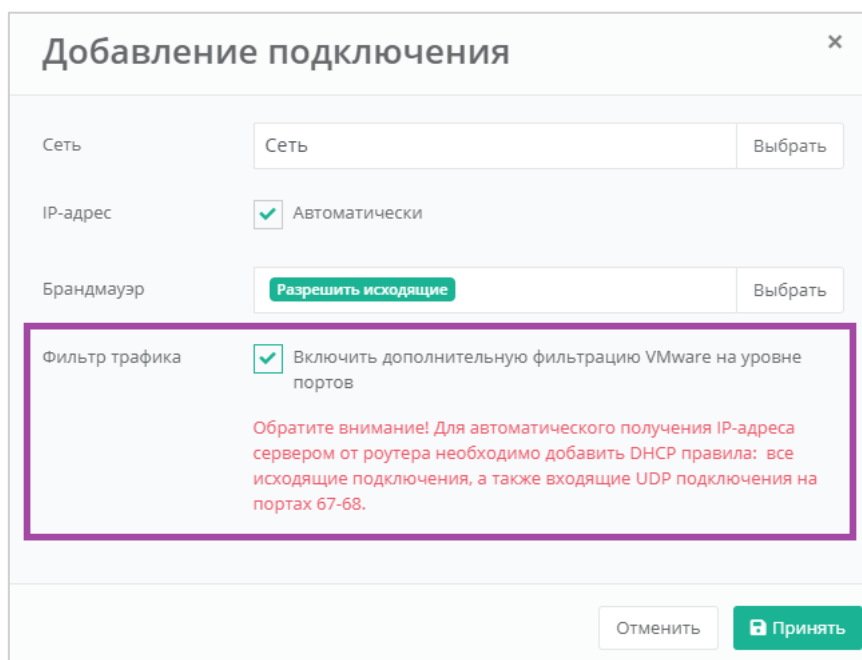 Добавление подключения
×
Сеть
Сеть
Выбрать
IP-адрес
Автоматически
Брандмауэр
Разрешить исходящие
Выбрать
Фильтр трафика
Включить дополнительную фильтрацию VMware на уровне
портов
Обратите внимание! Для автоматического получения IP-адреса
сервером от роутера необходимо добавить DHCP правила: все
исходящие подключения, а также входящие UDP подключения на
портах 67-68.
Отменить
Принять